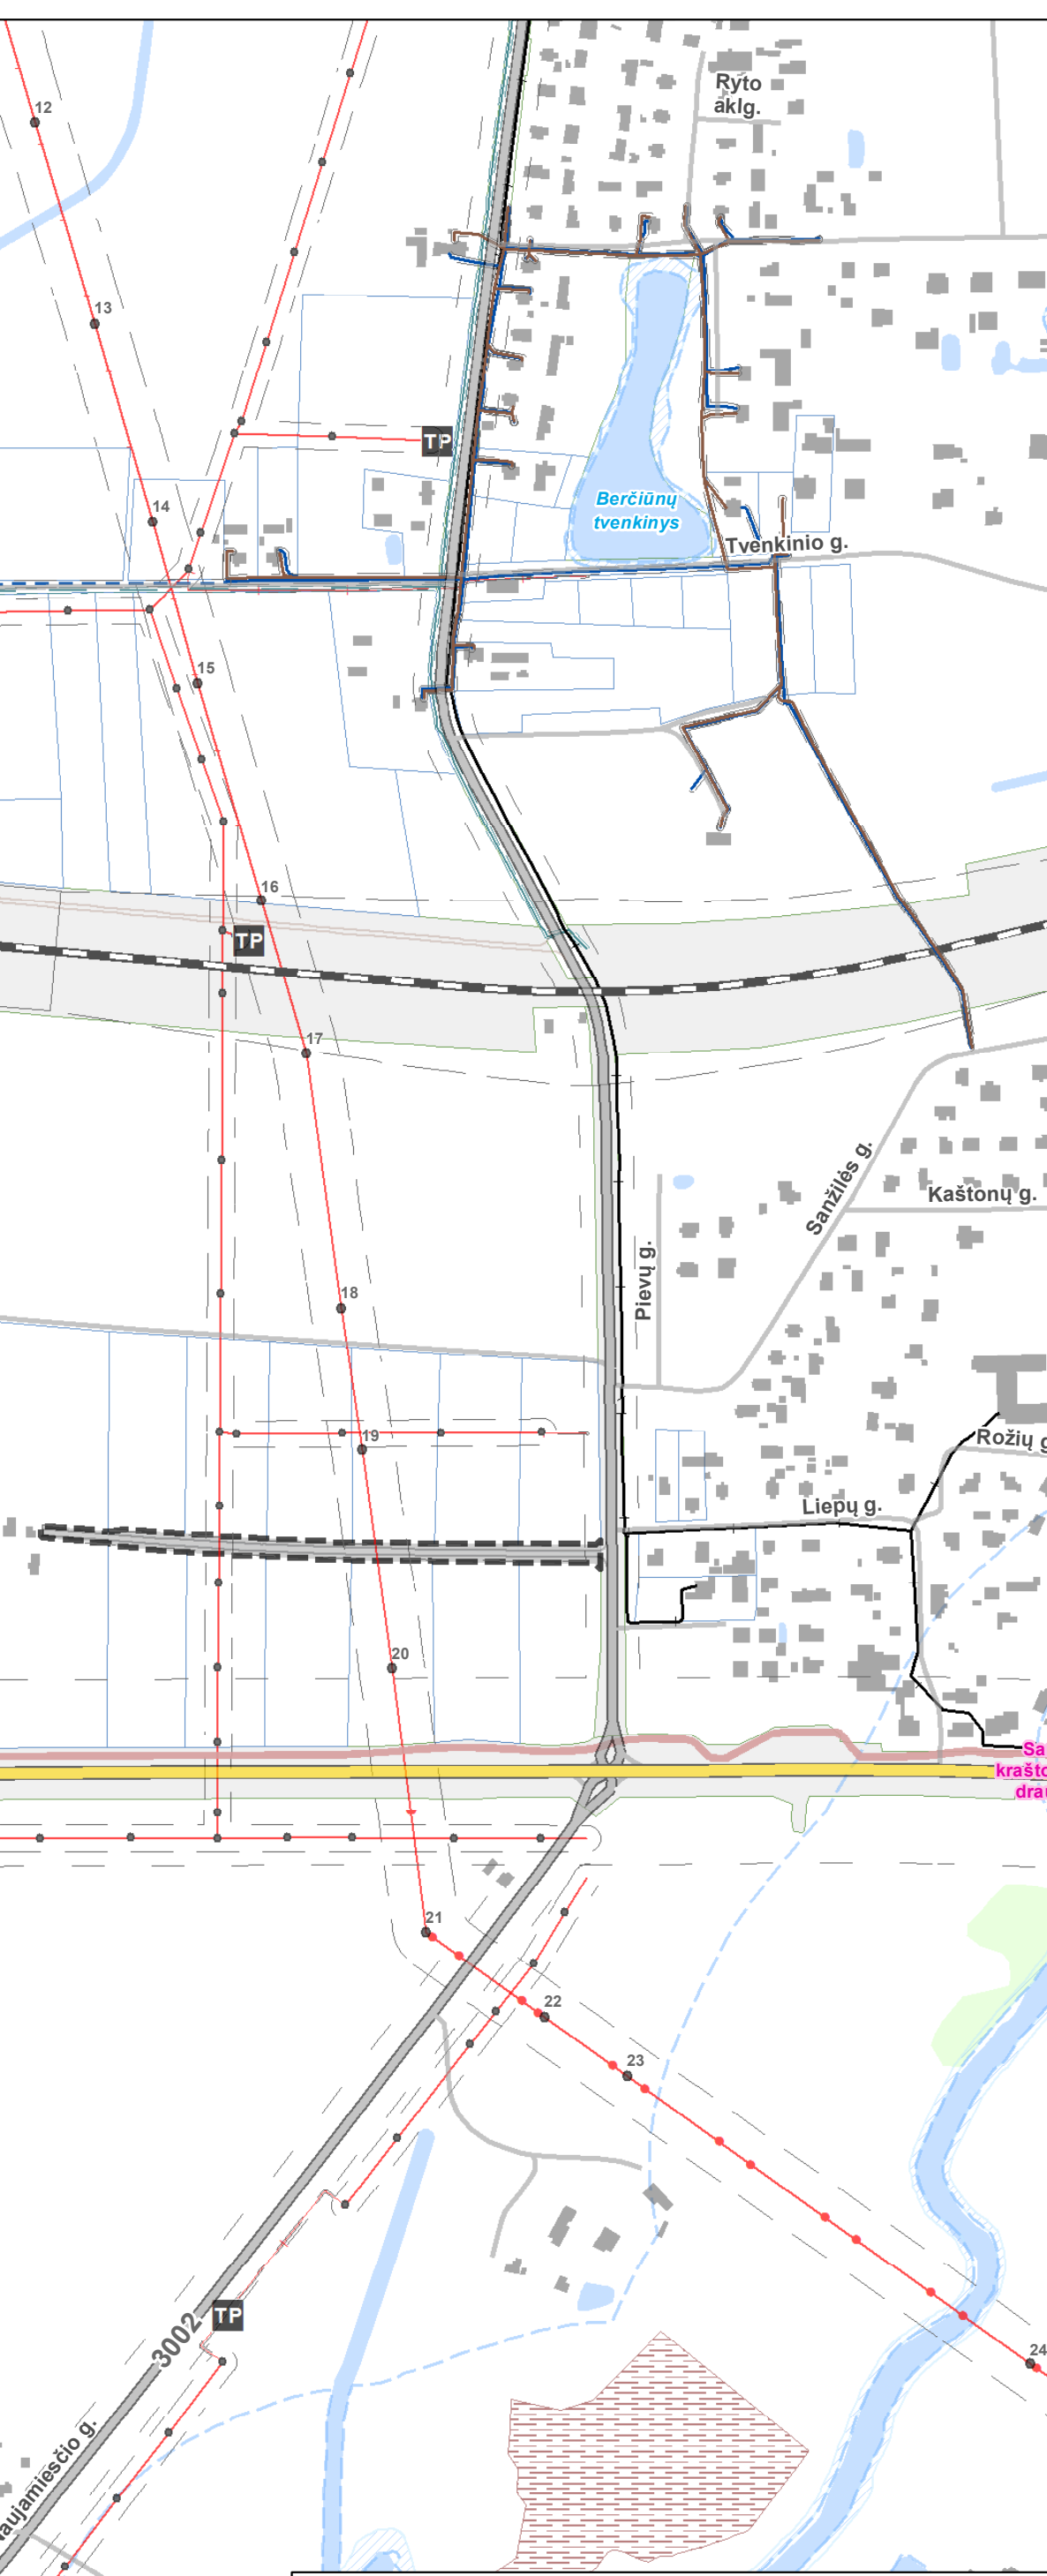 Ryto
aklg.
12
13
TP
14
Berčiūnų
tvenkinys
Tvenkinio g.
15
16
TP
17
Sanžilės g.
Kaštonų g.
Pievų g.
18
19
Rožių g
Liepų g.
20
Sa
krašto
drau
21
22
23
24
TP
3002
aujamiesčio g.